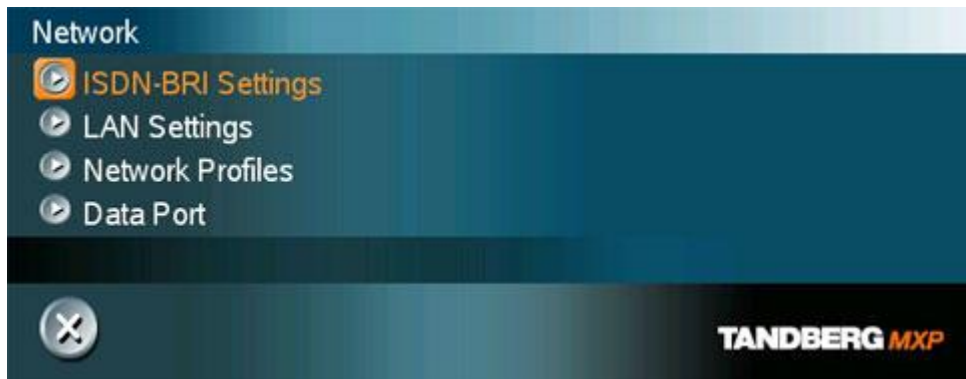 Network
ISDN-BRI Settings
LAN Settings
Network Profiles
Data Port
TANDBERG MXP